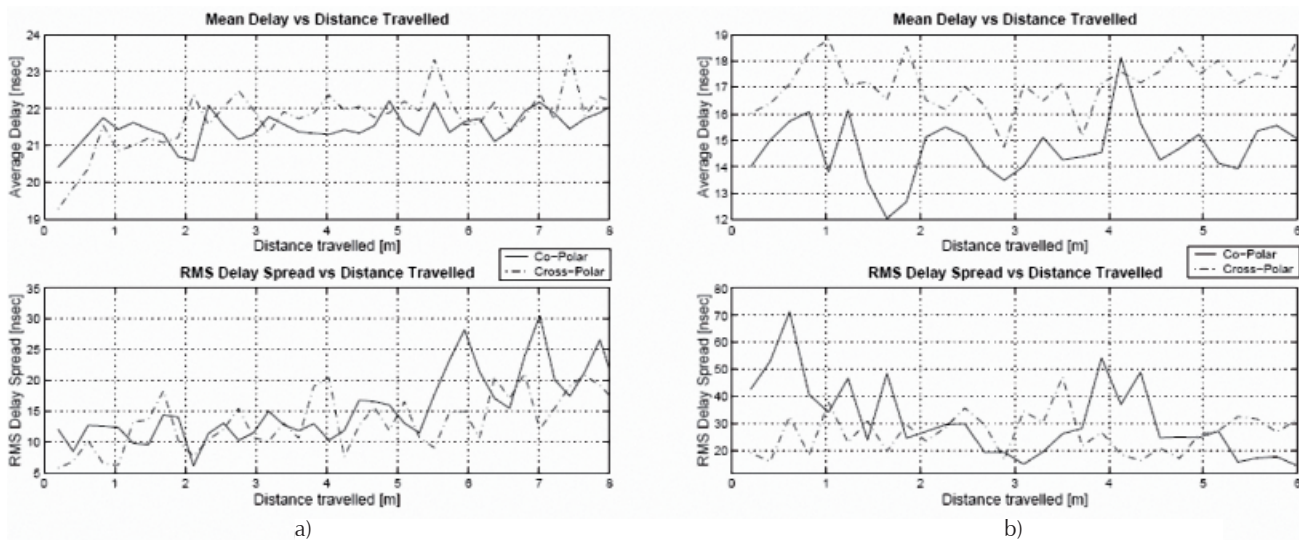 Mean Delay vs Distance Travelled
Average Delay [nsec]
24
23
22
21
20
19
0 1 2 3 4 5 6 7 8
Distance travelled [m]
Co-Polar
Cross-Polar
RMS Delay Spread vs Distance Travelled
RMS Delay Spread [nsec]
35
30
25
20
15
10
5
0 1 2 3 4 5 6 7 8
Distance travelled [m]
a)
Mean Delay vs Distance Travelled
Average Delay [nsec]
19
18
17
16
15
14
13
12
0 1 2 3 4 5 6
Distance travelled [m]
Co-Polar
Cross-Polar
RMS Delay Spread vs Distance Travelled
RMS Delay Spread [nsec]
80
70
60
50
40
30
20
0 1 2 3 4 5 6
Distance travelled [m]
b)